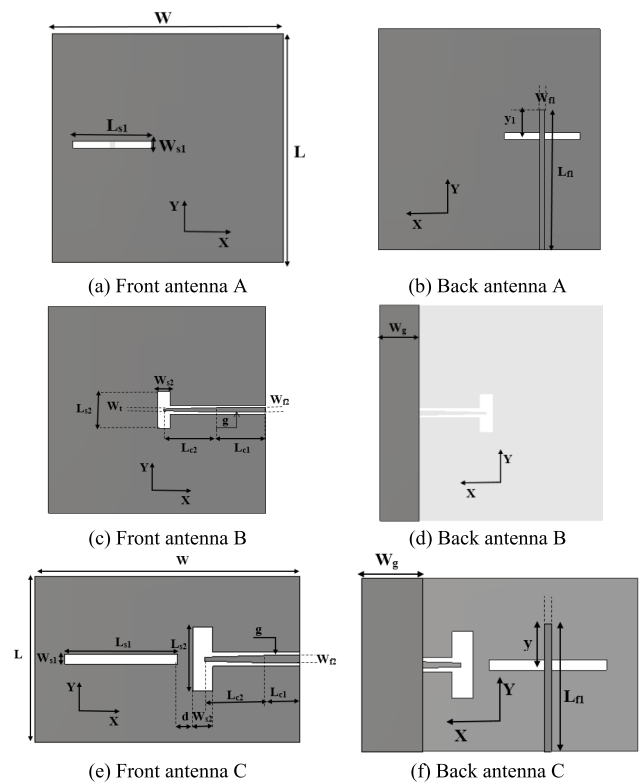 W
L
Ls1
Ws1
Y
X
Wf1
y1
Lf1
Y
X
(a) Front antenna A
(b) Back antenna A
Ws2
Ls2
Wt
Wf2
g
Lc2
Lc1
Y
X
Wg
Y
X
(c) Front antenna B
(d) Back antenna B
W
L
Ls1
Ws1
Ls2
g
Wf2
Lc2
Lc1
d
Ws2
Y
X
Wg
y
Lf1
Y
X
(e) Front antenna C
(f) Back antenna C